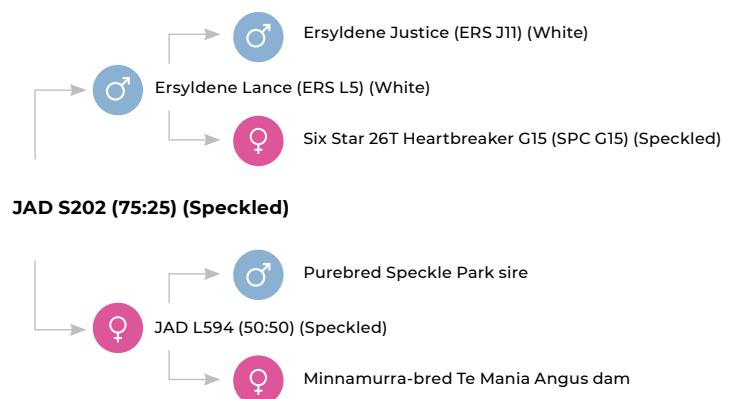 Ersyldene Justice (ERS J11) (White)
Ersyldene Lance (ERS L5) (White)
Six Star 26T Heartbreaker G15 (SPC G15) (Speckled)
JAD S202 (75:25) (Speckled)
Purebred Speckle Park sire
JAD L594 (50:50) (Speckled)
Minnamurra-bred Te Mania Angus dam